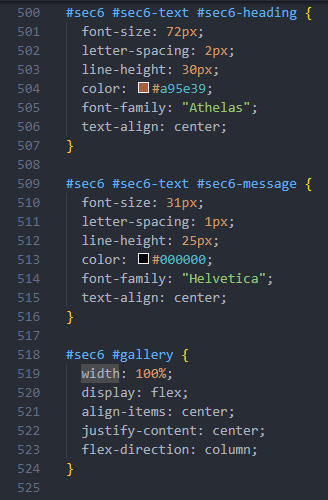 500 #sec6 #sec6-text #sec6-heading {
501 font-size: 72px;
502 letter-spacing: 2px;
503 line-height: 30px;
504 color: #a95e39;
505 font-family: "Athelas";
506 text-align: center;
507 }
508
509 #sec6 #sec6-text #sec6-message {
510 font-size: 31px;
511 letter-spacing: 1px;
512 line-height: 25px;
513 color: #000000;
514 font-family: "Helvetica";
515 text-align: center;
516 }
517
518 #sec6 #gallery {
519 width: 100%;
520 display: flex;
521 align-items: center;
522 justify-content: center;
523 flex-direction: column;
524 }
525